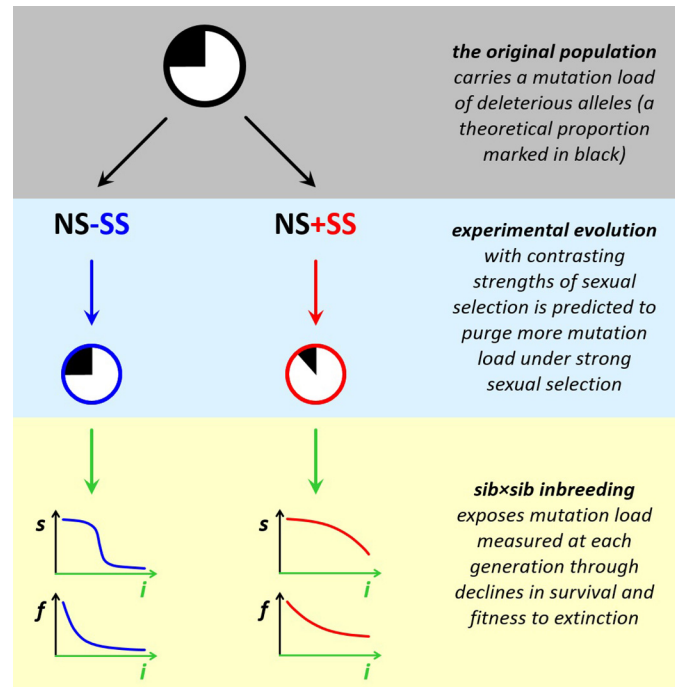 the original population
carries a mutation load
of deleterious alleles (a
theoretical proportion
marked in black)
NS-SS
NS+SS
experimental evolution
with contrasting
strengths of sexual
selection is predicted to
purge more mutation
load under strong
sexual selection
s
i
s
i
f
i
f
i
sib×sib inbreeding
exposes mutation load
measured at each
generation through
declines in survival and
fitness to extinction